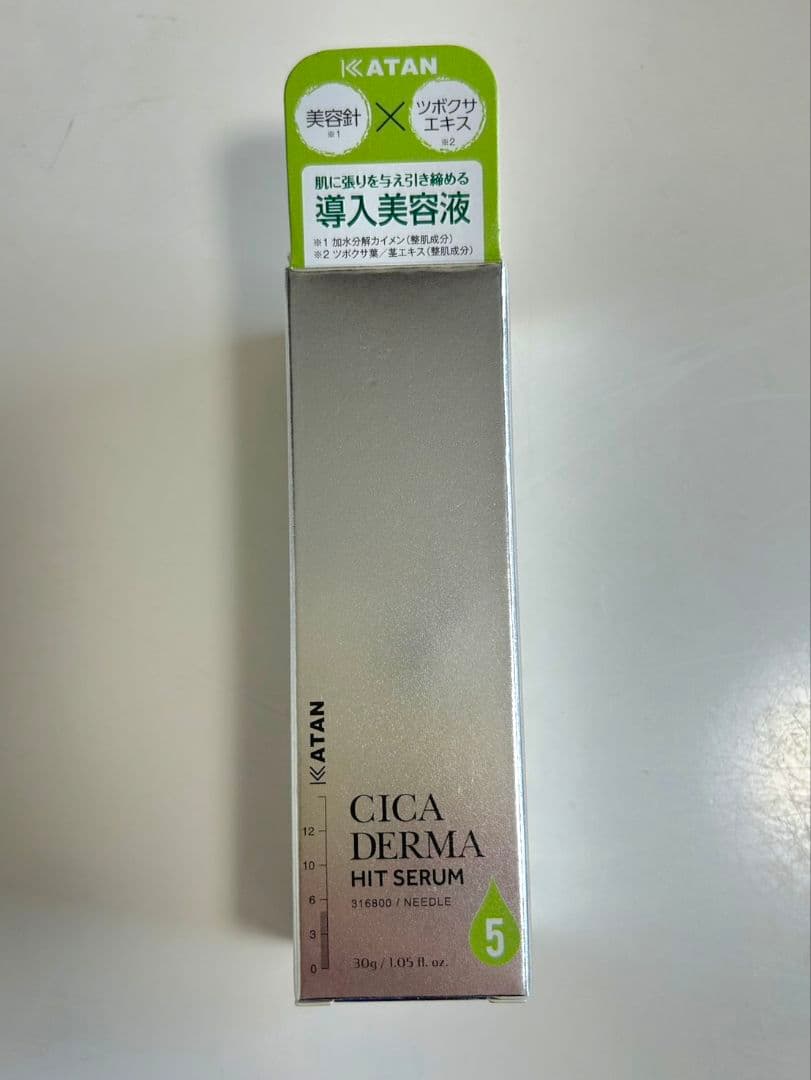 KATAN
美容針
※1
×
ツボクサ
エキス
※2
肌に張りを与え引き締める
導入美容液
※1 加水分解カイメン(整肌成分)
※2 ツボクサ葉/茎エキス(整肌成分)
KATAN
12
10
6
3
0
CICA
DERMA
HIT SERUM
316800 / NEEDLE
5
30g / 1.05 fl. oz.